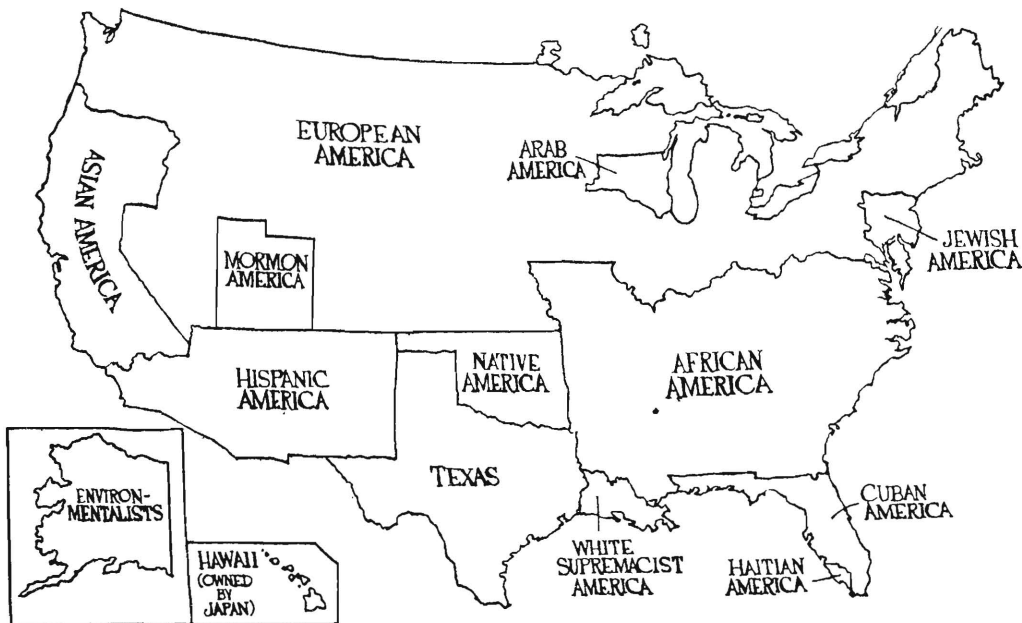 EUROPEAN
AMERICA
ARAB
AMERICA
ASIAN AMERICA
JEWISH
AMERICA
MORMON
AMERICA
NATIVE
AMERICA
AFRICAN
AMERICA
HISPANIC
AMERICA
TEXAS
ENVIRON-
MENTALISTS
CUBAN
AMERICA
WHITE
SUPREMACIST
AMERICA
HAITIAN
AMERICA
HAWAII
(OWNED
BY
JAPAN)